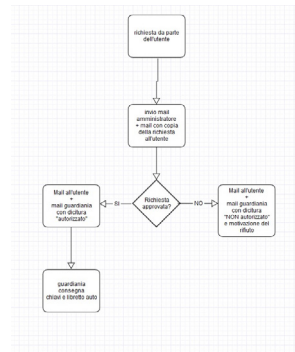 richiesta da parte
dell'utente
invio mail
amministratore
+ mail con copia
della richiesta
all'utente
Richiesta
approvata?
SI
NO
Mail all'utente
+
mail guardiania
con dicitura
"autorizzato"
Mail all'utente
+
mail guardiania
con dicitura
"NON autorizzato"
e motivazione del
rifiuto
guardiania
consegna
chiavi e libretto auto